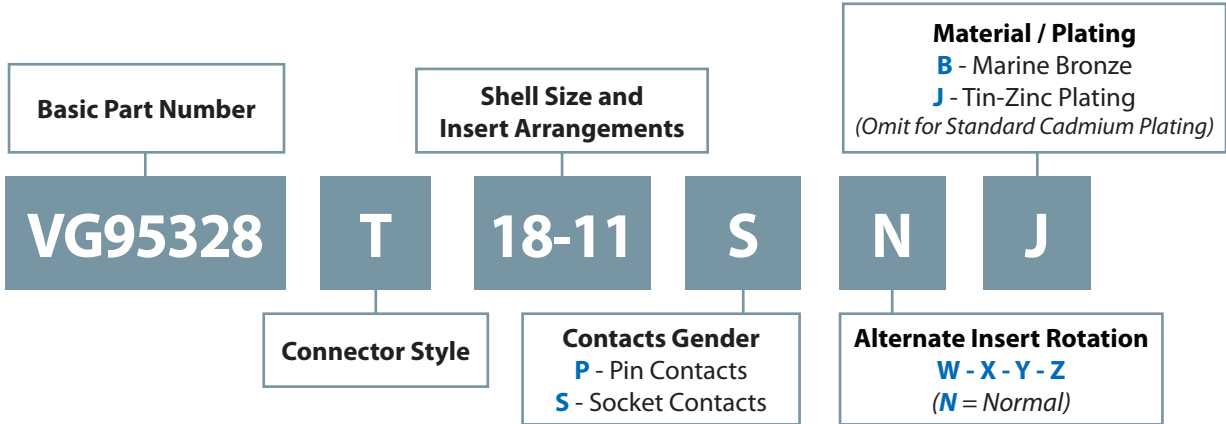 Material / Plating
B - Marine Bronze
J - Tin-Zinc Plating
(Omit for Standard Cadmium Plating)
Basic Part Number
Shell Size and
Insert Arrangements
VG95328
T
18-11
S
N
J
Connector Style
Contacts Gender
P - Pin Contacts
S - Socket Contacts
Alternate Insert Rotation
W - X - Y - Z
(N = Normal)